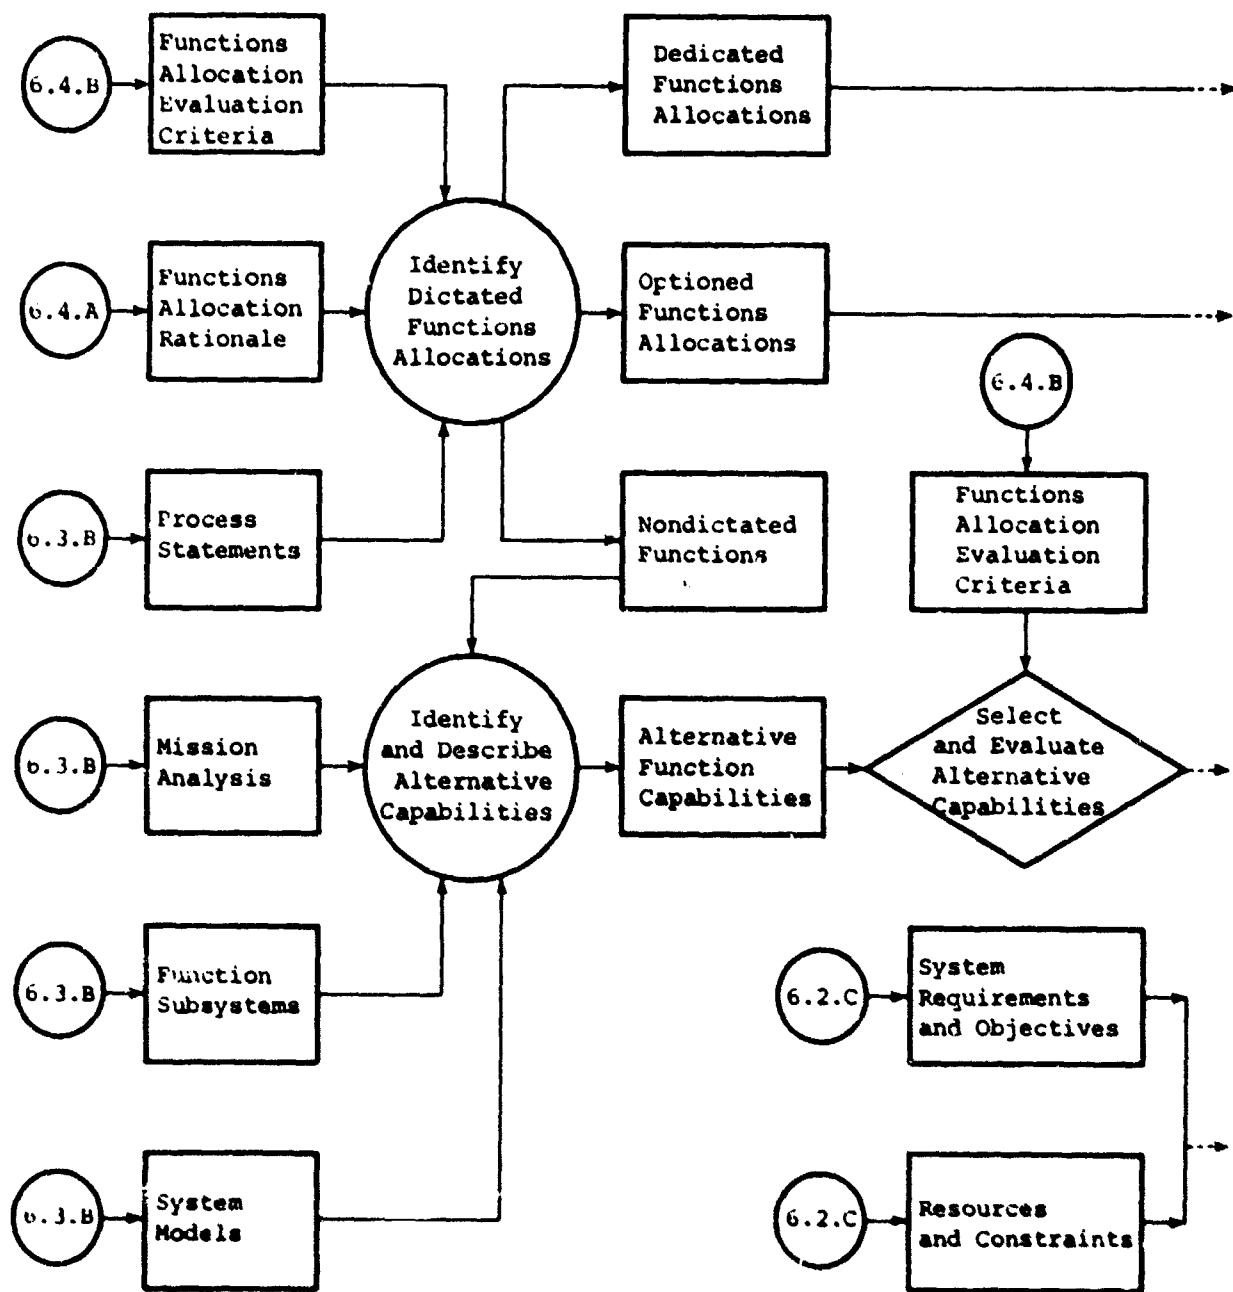 6.4.B
Functions
Allocation
Evaluation
Criteria
Dedicated
Functions
Allocations
6.4.A
Functions
Allocation
Rationale
Identify
Dictated
Functions
Allocations
Optioned
Functions
Allocations
6.4.B
6.3.B
Process
Statements
Nondictated
Functions
Functions
Allocation
Evaluation
Criteria
6.3.B
Mission
Analysis
Identify
and Describe
Alternative
Capabilities
Alternative
Function
Capabilities
Select
and Evaluate
Alternative
Capabilities
6.3.B
Function
Subsystems
6.2.C
System
Requirements
and Objectives
6.3.B
System
Models
6.2.C
Resources
and Constraints